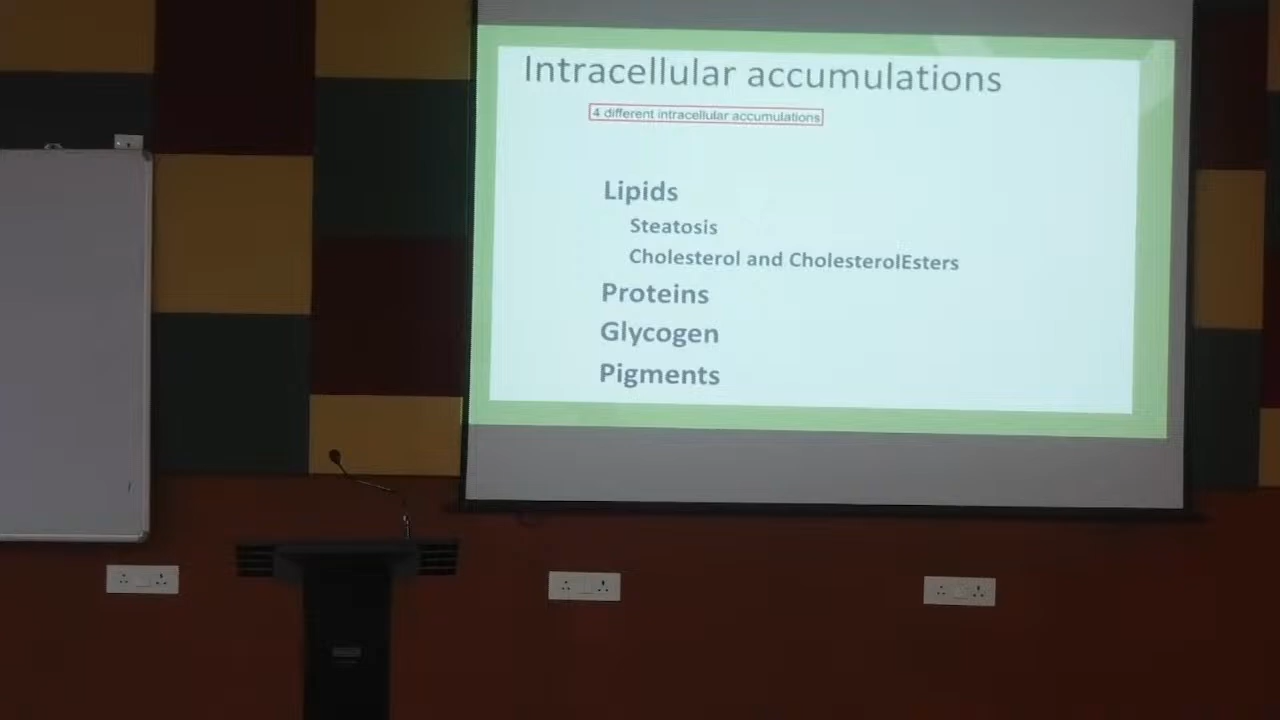 Intracellular accumulations
4 different intracellular accumulations
Lipids
Steatosis
Cholesterol and CholesterolEsters
Proteins
Glycogen
Pigments